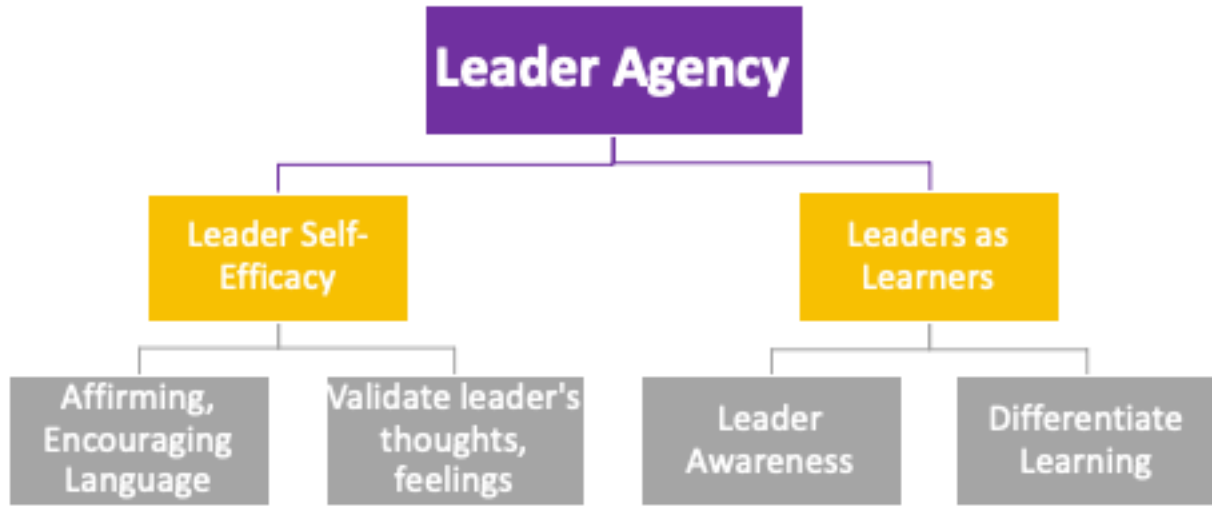 Leader Agency
Leader Self-
Efficacy
Leaders as
Learners
Affirming,
Encouraging
Language
Validate leader's
thoughts,
feelings
Leader
Awareness
Differentiate
Learning